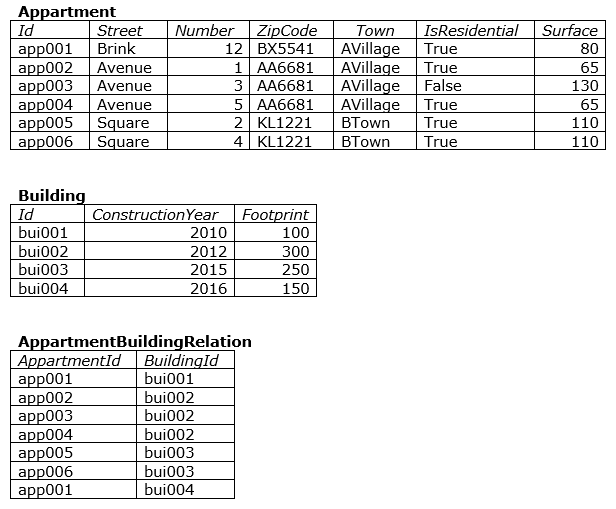 Appartment
Id Street Number ZipCode Town IsResidential Surface
app001 Brink 12 BX5541 AVillage True 80
app002 Avenue 1 AA6681 AVillage True 65
app003 Avenue 3 AA6681 AVillage False 130
app004 Avenue 5 AA6681 AVillage True 65
app005 Square 2 KL1221 BTown True 110
app006 Square 4 KL1221 BTown True 110
Building
Id ConstructionYear Footprint
bui001 2010 100
bui002 2012 300
bui003 2015 250
bui004 2016 150
AppartmentBuildingRelation
AppartmentId BuildingId
app001 bui001
app002 bui002
app003 bui002
app004 bui002
app005 bui003
app006 bui003
app001 bui004